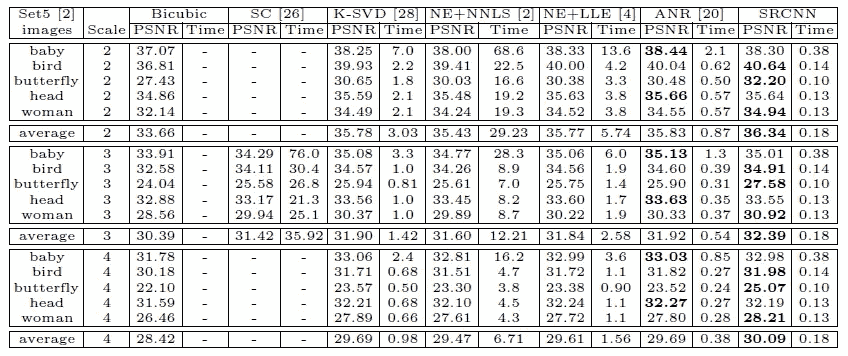 Set5 [2] Bicubic SC [26] K-SVD [28] NE+NNLS [2] NE+LLE [4] ANR [20] SRCNN
images Scale PSNR Time PSNR Time PSNR Time PSNR Time PSNR Time PSNR Time PSNR Time
baby 2 37.07 - - - 38.25 7.0 38.00 68.6 38.33 13.6 38.44 2.1 38.30 0.38
bird 2 36.81 - - - 39.93 2.2 39.41 22.5 40.00 4.2 40.04 0.62 40.64 0.14
butterfly 2 27.43 - - - 30.65 1.8 30.03 16.6 30.38 3.3 30.48 0.50 32.20 0.10
head 2 34.86 - - - 35.59 2.1 35.48 19.2 35.63 3.8 35.66 0.57 35.64 0.13
woman 2 32.14 - - - 34.49 2.1 34.24 19.3 34.52 3.8 34.55 0.57 34.94 0.13
average 2 33.66 - - - 35.78 3.03 35.43 29.23 35.77 5.74 35.83 0.87 36.34 0.18
baby 3 33.91 - 34.29 76.0 35.08 3.3 34.77 28.3 35.06 6.0 35.13 1.3 35.01 0.38
bird 3 32.58 - 34.11 30.4 34.57 1.0 34.26 8.9 34.56 1.9 34.60 0.39 34.91 0.14
butterfly 3 24.04 - 25.58 26.8 25.94 0.81 25.61 7.0 25.75 1.4 25.90 0.31 27.58 0.10
head 3 32.88 - 33.17 21.3 33.56 1.0 33.45 8.2 33.60 1.7 33.63 0.35 33.55 0.13
woman 3 28.56 - 29.94 25.1 30.37 1.0 29.89 8.7 30.22 1.9 30.33 0.37 30.92 0.13
average 3 30.39 - 31.42 35.92 31.90 1.42 31.60 12.21 31.84 2.58 31.92 0.54 32.39 0.18
baby 4 31.78 - - - 33.06 2.4 32.81 16.2 32.99 3.6 33.03 0.85 32.98 0.38
bird 4 30.18 - - - 31.71 0.68 31.51 4.7 31.72 1.1 31.82 0.27 31.98 0.14
butterfly 4 22.10 - - - 23.57 0.50 23.30 3.8 23.38 0.90 23.52 0.24 25.07 0.10
head 4 31.59 - - - 32.21 0.68 32.10 4.5 32.24 1.1 32.27 0.27 32.19 0.13
woman 4 26.46 - - - 27.89 0.66 27.61 4.3 27.72 1.1 27.80 0.28 28.21 0.13
average 4 28.42 - - - 29.69 0.98 29.47 6.71 29.61 1.56 29.69 0.38 30.09 0.18